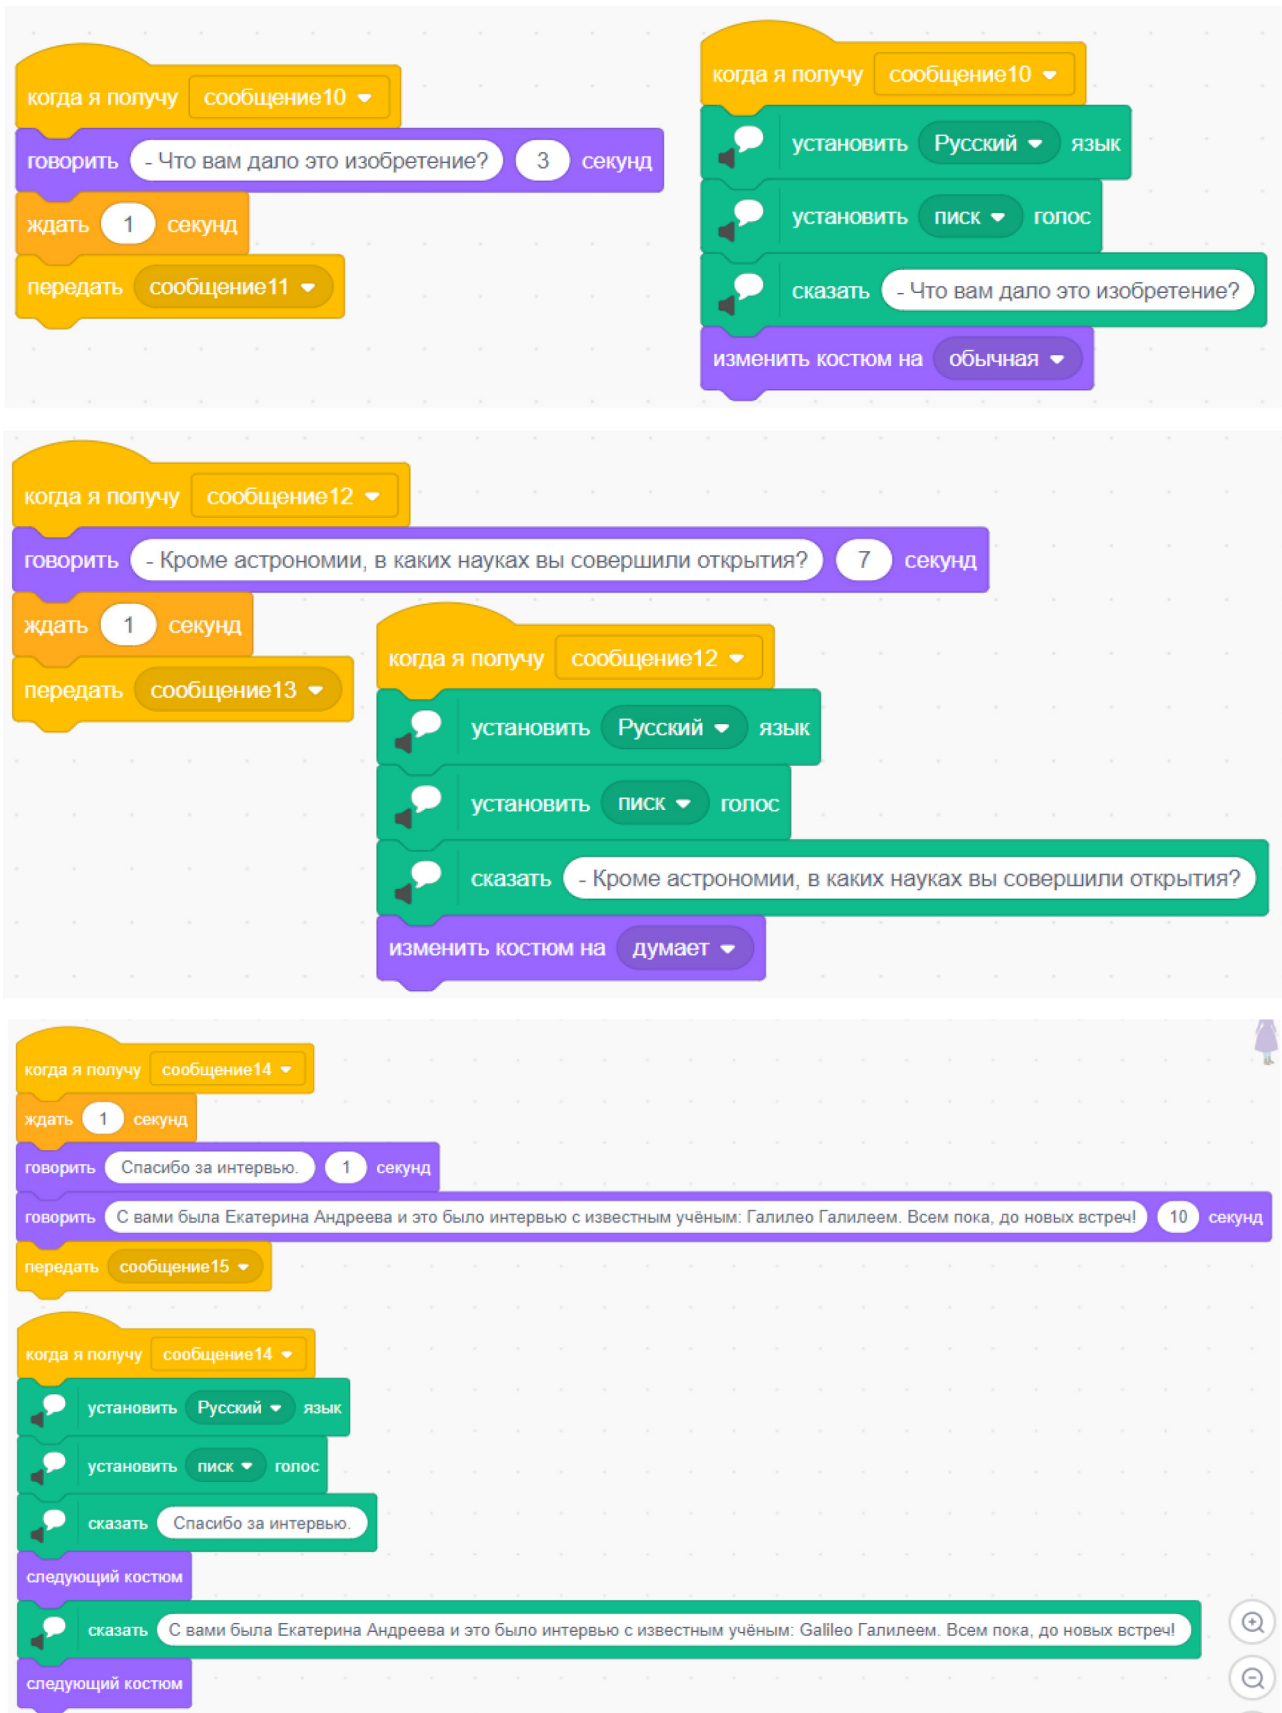 когда я получу сообщение10
говорить - Что вам дало это изобретение? 3 секунд
ждать 1 секунд
передать сообщение11
когда я получу сообщение10
установить Русский язык
установить писк голос
сказать - Что вам дало это изобретение?
изменить костюм на обычная
когда я получу сообщение12
говорить - Кроме астрономии, в каких науках вы совершили открытия? 7 секунд
ждать 1 секунд
передать сообщение13
когда я получу сообщение12
установить Русский язык
установить писк голос
сказать - Кроме астрономии, в каких науках вы совершили открытия?
изменить костюм на думает
когда я получу сообщение14
ждать 1 секунд
говорить Спасибо за интервью. 1 секунд
говорить С вами была Екатерина Андреева и это было интервью с известным учёным: Галилео Галилеем. Всем пока, до новых встреч! 10 секунд
передать сообщение15
когда я получу сообщение14
установить Русский язык
установить писк голос
сказать Спасибо за интервью.
следующий костюм
сказать С вами была Екатерина Андреева и это было интервью с известным учёным: Galileo Галилеем. Всем пока, до новых встреч!
следующий костюм